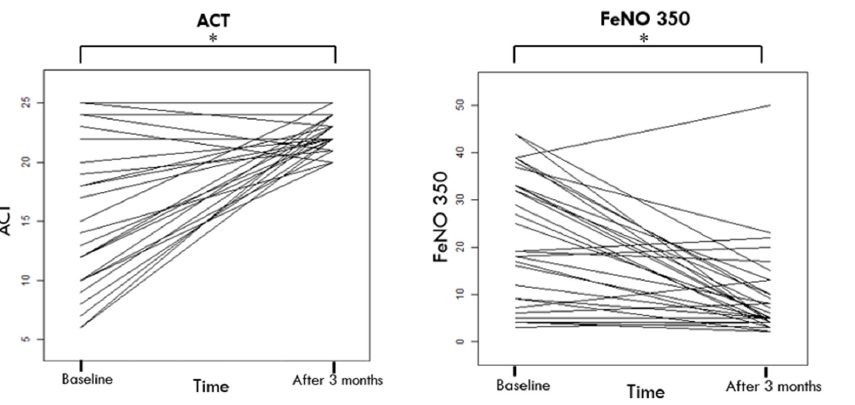 ACT
*
ACT
25
20
15
10
5
Baseline
Time
After 3 months
FeNO 350
*
FeNO 350
50
40
30
20
10
0
Baseline
Time
After 3 months